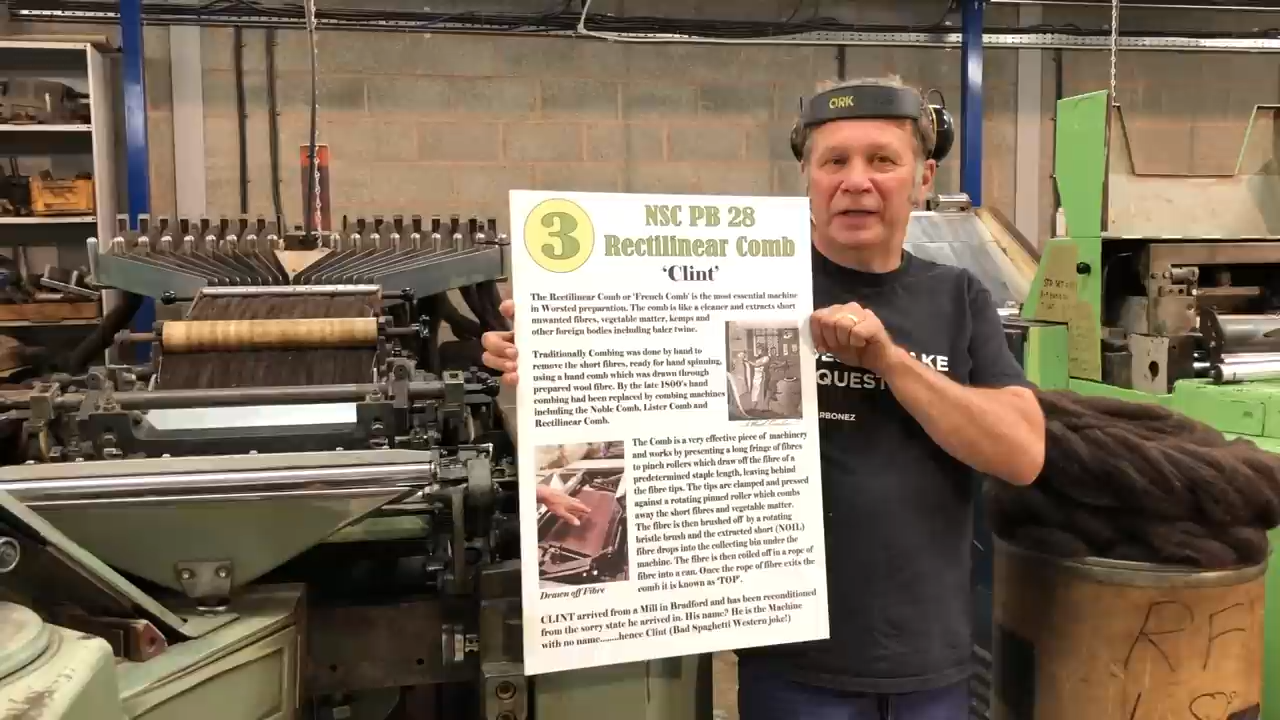 ORK
3
NSC PB 28
Rectilinear Comb
'Clint'
The Rectilinear Comb or 'French Comb' is the most essential machine
in Worsted preparation. The comb is like a cleaner and extracts short
unwanted fibres, vegetable matter, kemps and
other foreign bodies including baler twine.
Traditionally Combing was done by hand to
remove the short fibres, ready for hand spinning,
using a hand comb which was drawn through
prepared wool fibre. By the late 1800's hand
combing had been replaced by combing machines
including the Noble Comb, Lister Comb and
Rectilinear Comb.
The Comb is a very effective piece of machinery
and works by presenting a long fringe of fibres
to pinch rollers which draw off the fibre of a
predetermined staple length, leaving behind
the fibre tips. The tips are clamped and pressed
against a rotating pinned roller which combs
away the short fibres and vegetable matter.
The fibre is then brushed off by a rotating
bristle brush and the extracted short (NOIL)
fibre drops into the collecting bin under the
machine. The fibre is then coiled off in a rope of
fibre into a can. Once the rope of fibre exits the
comb it is known as 'TOP'.
Drawn off Fibre
CLINT arrived from a Mill in Bradford and has been reconditioned
from the sorry state he arrived in. His name? He is the Machine
with no name.......hence Clint (Bad Spaghetti Western joke!)
AKE
QUEST
ARBONEZ
RF